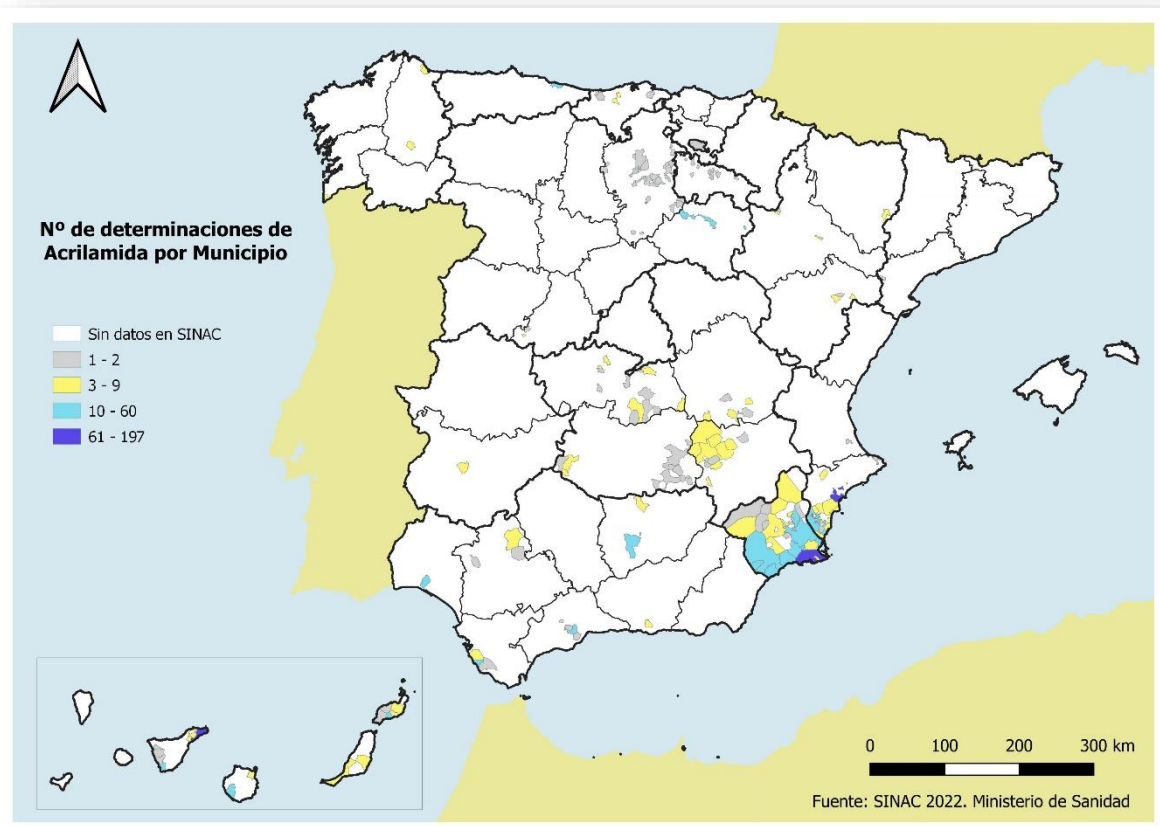 Nº de determinaciones de
Acrilamida por Municipio
Sin datos en SINAC
1 - 2
3 - 9
10 - 60
61 - 197
0 100 200 300 km
Fuente: SINAC 2022. Ministerio de Sanidad